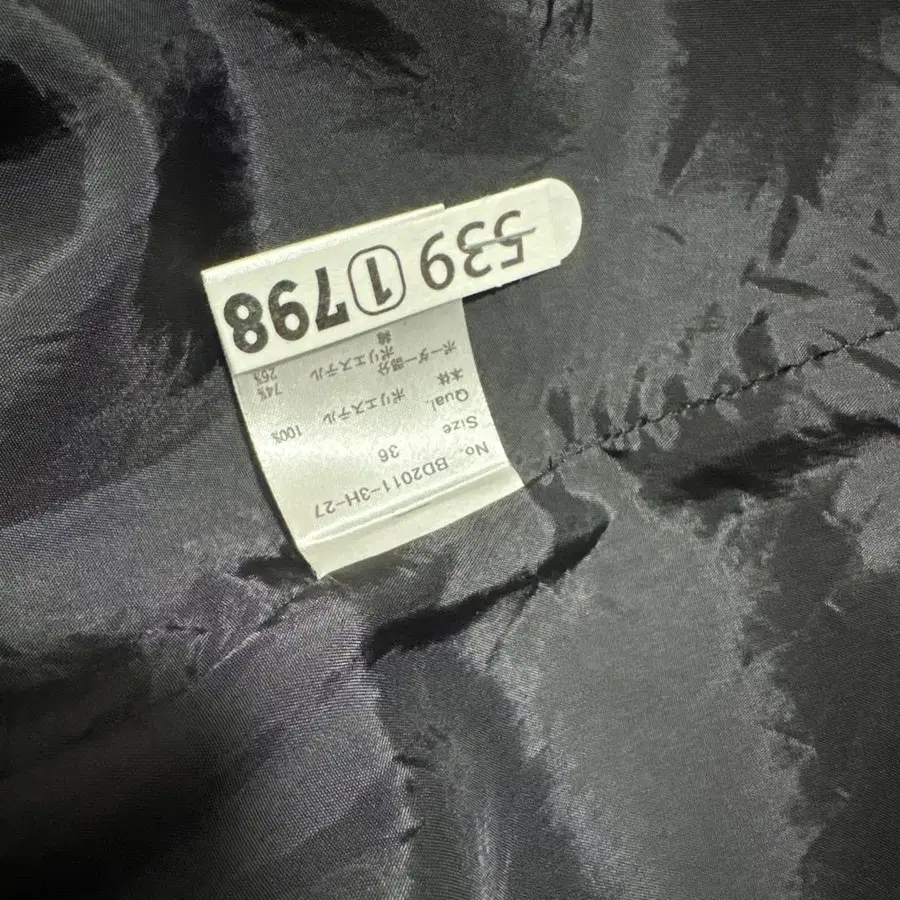 No. BD2011-3H-27
Size 36
Qual.
本体 ポリエステル 100%
ボーダー部分
ポリエステル 74%
綿 26%
539 1 798